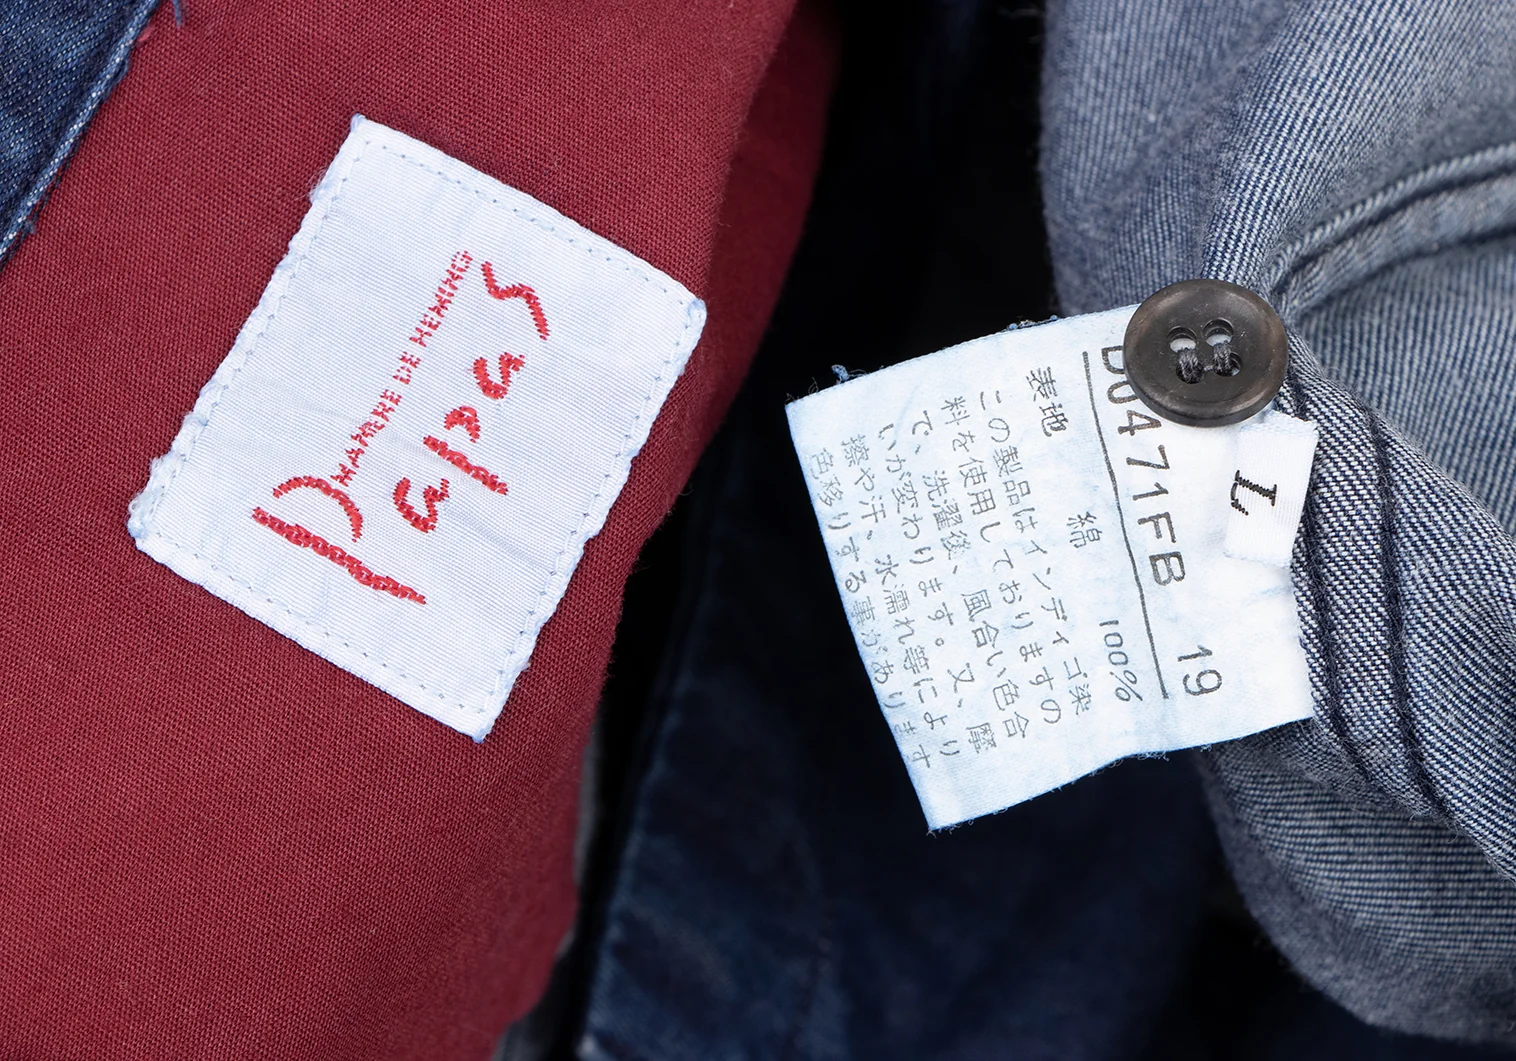 Papas
D0471FB 19
表地
綿 100%
この製品はインディゴ染
料を使用しておりますの
で、洗濯後、風合い色合
いが変わります。又、摩
擦や汗、水濡れ等により
色移りする事があります
L